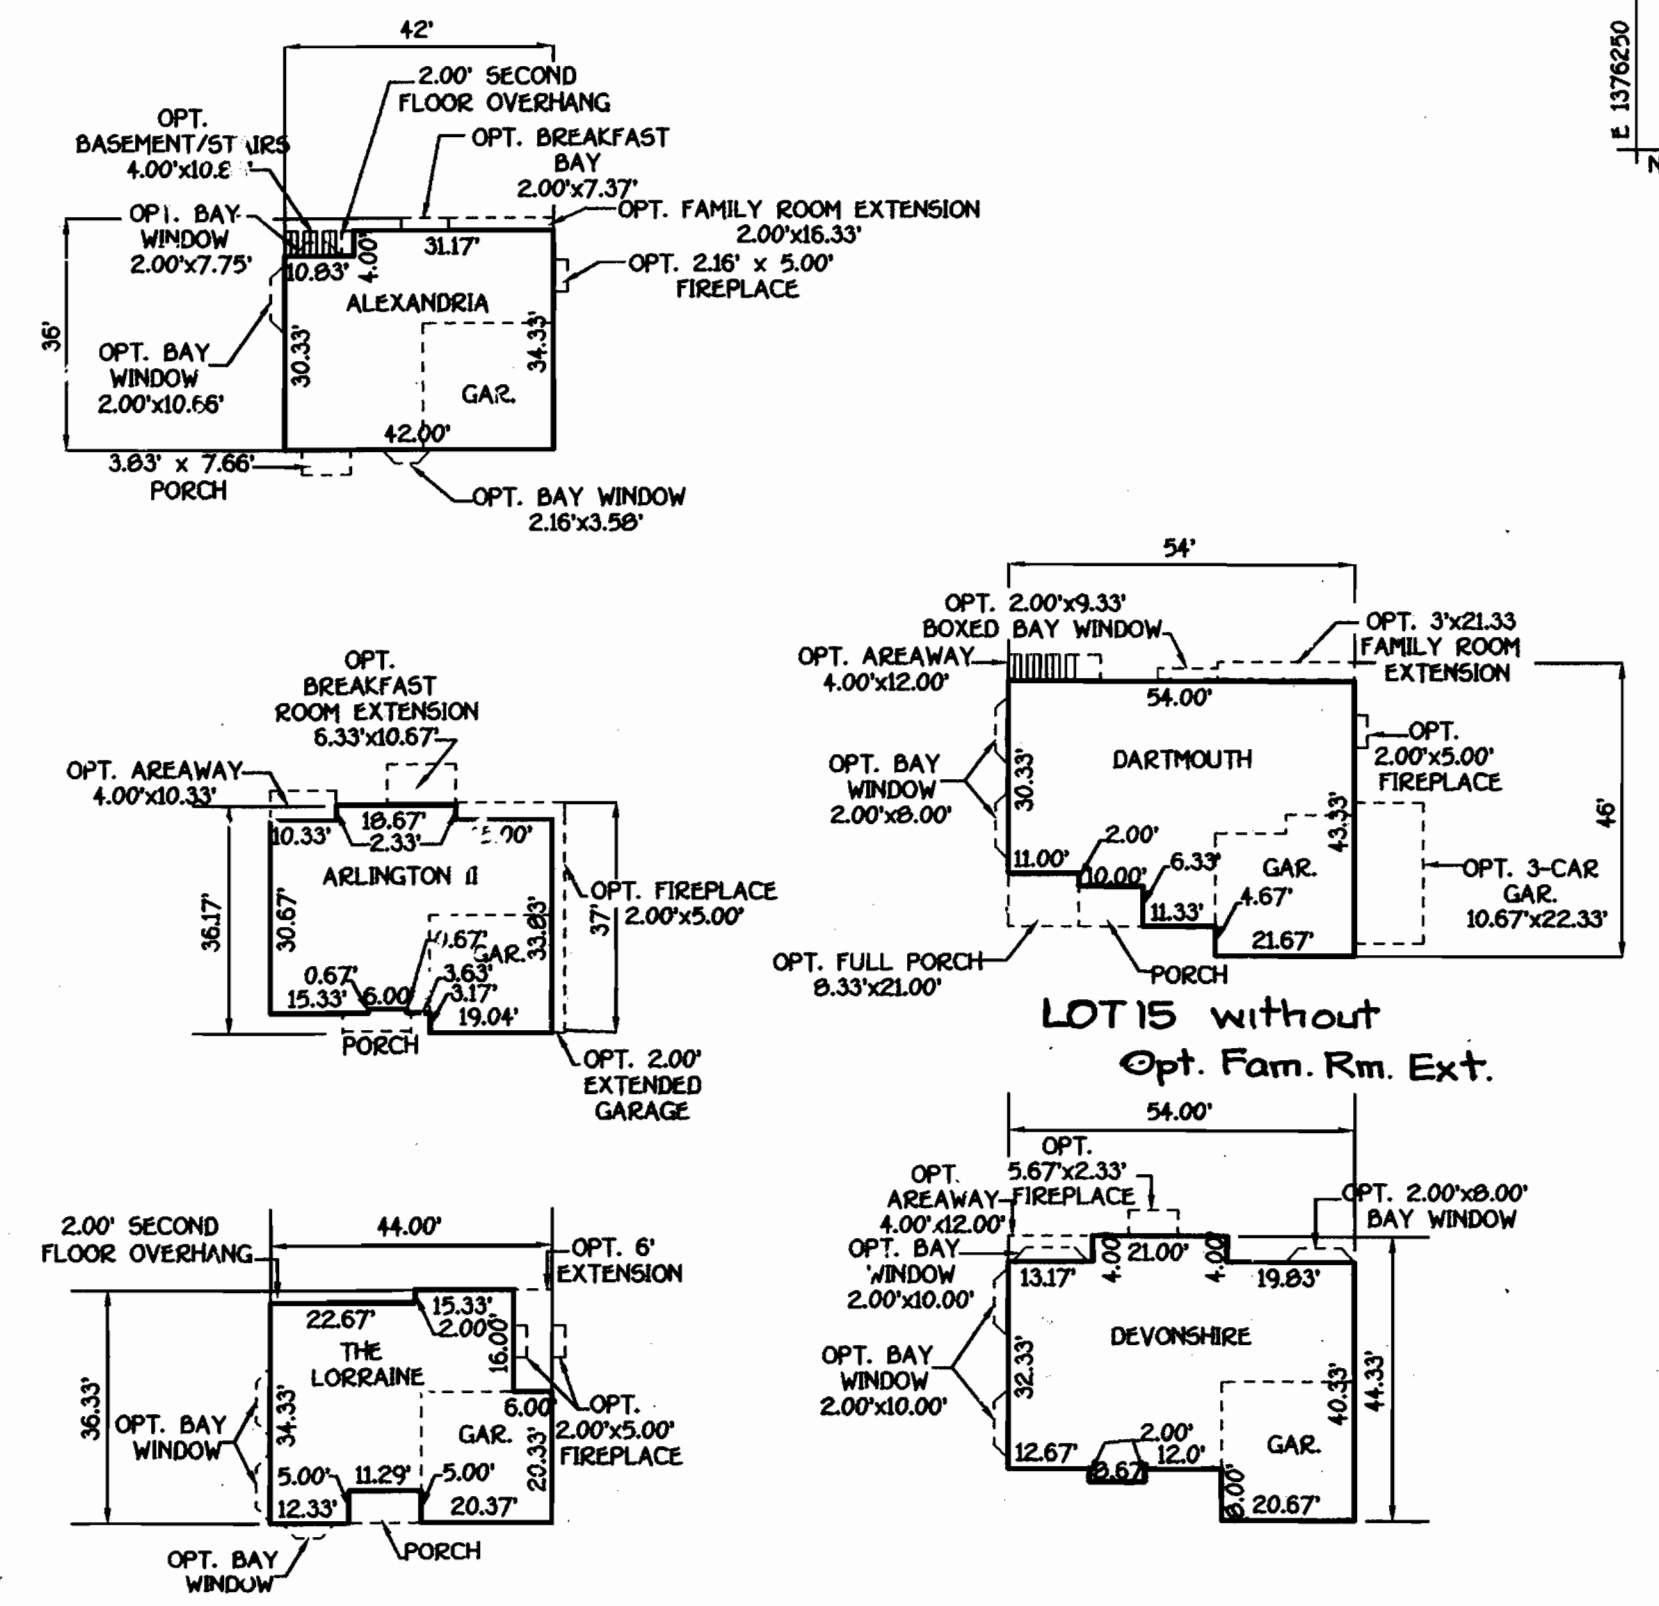 42'
2.00' SECOND
FLOOR OVERHANG
OPT.
BASEMENT/STAIRS
OPT. BREAKFAST
BAY
2.00'x7.37'
OPT. BAY
WINDOW
2.00'x7.75'
OPT. FAMILY ROOM EXTENSION
2.00'x16.33'
OPT. 2.16' x 5.00'
FIREPLACE
10.83'
4.00'
31.17'
ALEXANDRIA
36'
30.33'
34.33'
OPT. BAY
WINDOW
2.00'x10.66'
GAR.
42.00'
3.83' x 7.66'
PORCH
OPT. BAY WINDOW
2.16'x3.58'
E 1376250
N
OPT.
BREAKFAST
ROOM EXTENSION
6.33'x10.67'
OPT. AREAWAY
4.00'x10.33'
10.33'
18.67'
2.33'
ARLINGTON II
36.17'
30.67'
33.83'
37'
OPT. FIREPLACE
2.00'x5.00'
0.67'
GAR.
0.67'
3.63'
15.33'
6.00'
3.17'
19.04'
PORCH
OPT. 2.00'
EXTENDED
GARAGE
54'
OPT. 2.00'x9.33'
BOXED BAY WINDOW
OPT. 3'x21.33
FAMILY ROOM
EXTENSION
OPT. AREAWAY
4.00'x12.00'
54.00'
DARTMOUTH
OPT.
2.00'x5.00'
FIREPLACE
OPT. BAY
WINDOW
2.00'x8.00'
30.33'
43.33'
46'
11.00'
2.00'
10.00'
6.33'
11.33'
GAR.
4.67'
21.67'
OPT. 3-CAR
GAR.
10.67'x22.33'
OPT. FULL PORCH
8.33'x21.00'
PORCH
LOT 15 without
Opt. Fam. Rm. Ext.
2.00' SECOND
FLOOR OVERHANG
44.00'
OPT. 6'
EXTENSION
22.67'
15.33'
2.00'
16.00'
THE
LORRAINE
36.33'
34.33'
6.00'
OPT.
2.00'x5.00'
FIREPLACE
OPT. BAY
WINDOW
GAR.
20.33'
5.00'
11.29'
5.00'
12.33'
20.37'
OPT. BAY
WINDOW
PORCH
54.00'
OPT.
5.67'x2.33'
FIREPLACE
OPT.
AREAWAY
4.00'x12.00'
OPT. 2.00'x8.00'
BAY WINDOW
OPT. BAY
WINDOW
2.00'x10.00'
13.17'
4.00'
21.00'
4.00'
19.83'
DEVONSHIRE
OPT. BAY
WINDOW
2.00'x10.00'
32.33'
40.33'
44.33'
12.67'
2.00'
12.0'
8.67'
GAR.
8.00'
20.67'